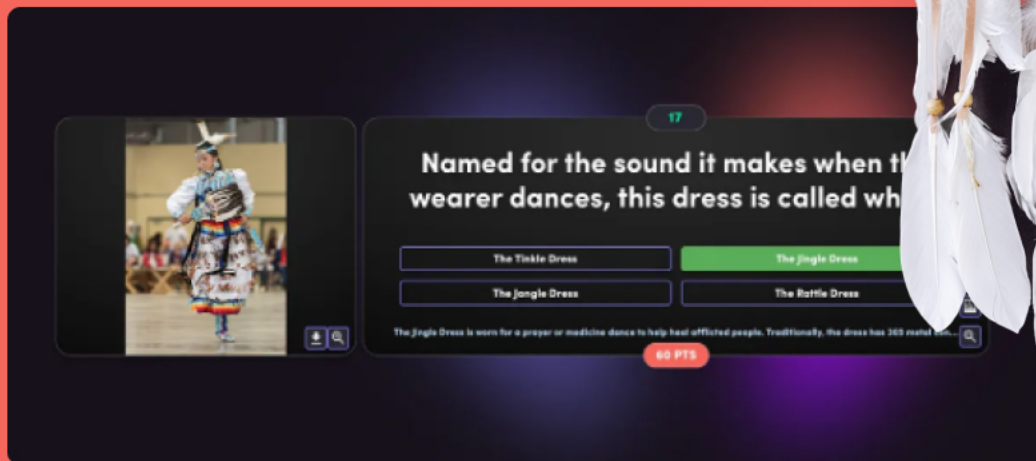 17
Named for the sound it makes when
wearer dances, this dress is called
The Tinkle Dress
The Jingle Dress
The Jangle Dress
The Rattle Dress
The Jingle Dress is worn for a prayer or medicine dance to help heal afflicted people. Traditionally, the dress has 365 metal
60 PTS